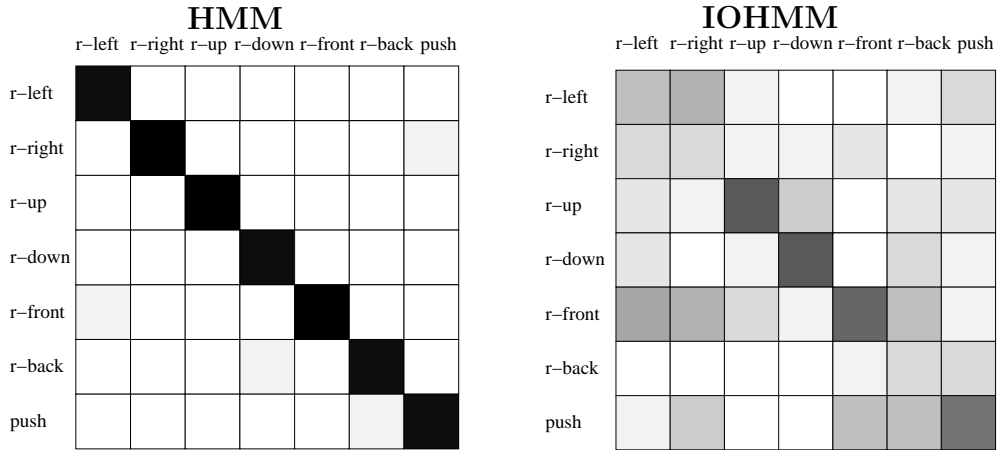 HMM
r−left r−right r−up r−down r−front r−back push
r−left
r−right
r−up
r−down
r−front
r−back
push
IOHMM
r−left r−right r−up r−down r−front r−back push
r−left
r−right
r−up
r−down
r−front
r−back
push